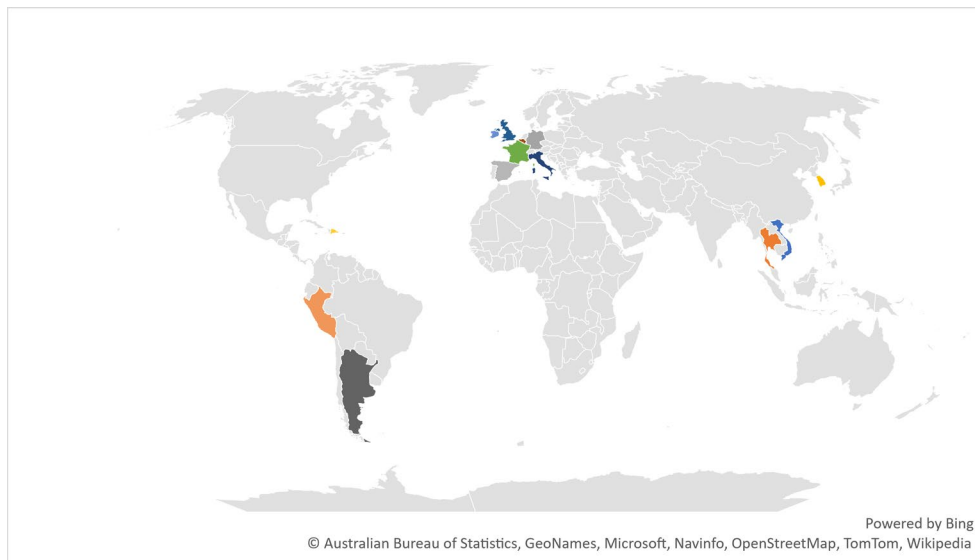 Powered by Bing
© Australian Bureau of Statistics, GeoNames, Microsoft, Navinfo, OpenStreetMap, TomTom, Wikipedia